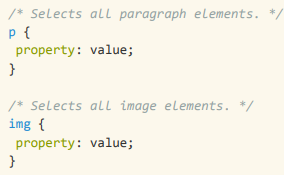 /* Selects all paragraph elements. */
p {
 property: value;
}

/* Selects all image elements. */
img {
 property: value;
}